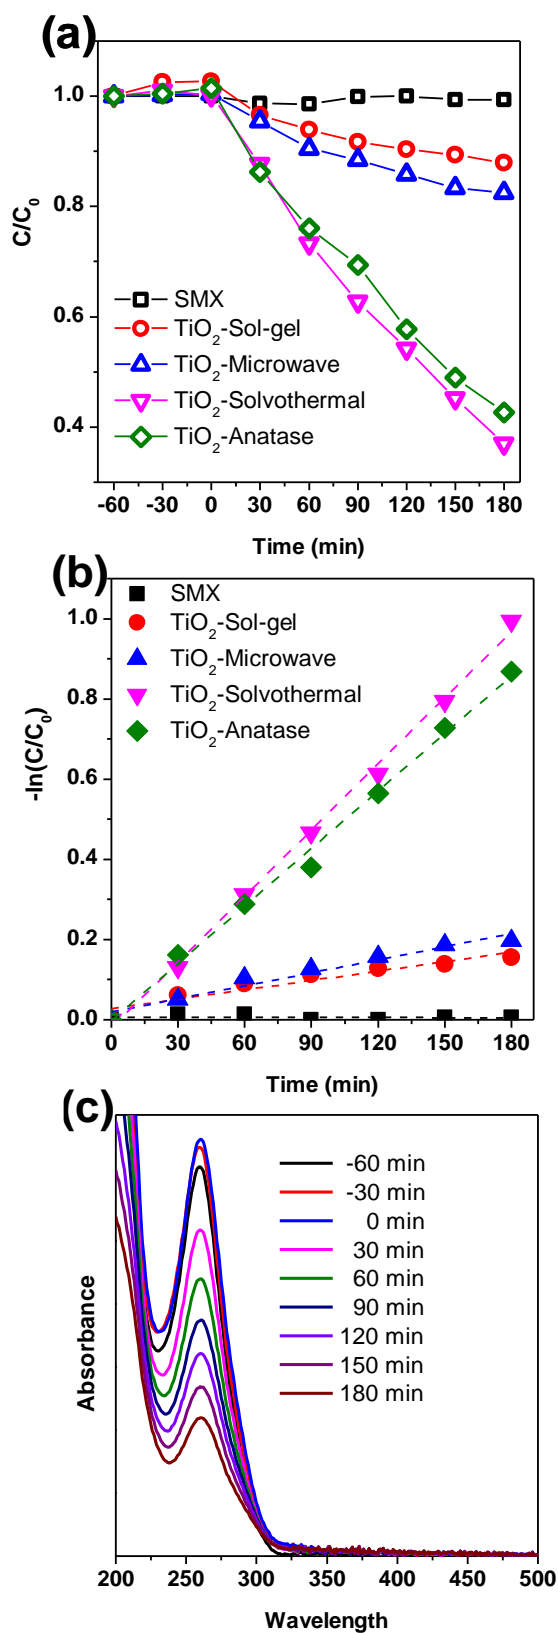 (a)
1.0
0.8
0.6
0.4
C/C₀
SMX
TiO₂-Sol-gel
TiO₂-Microwave
TiO₂-Solvothermal
TiO₂-Anatase
-60 -30 0 30 60 90 120 150 180
Time (min)
(b)
1.0
0.8
0.6
0.4
0.2
0.0
-ln(C/C₀)
SMX
TiO₂-Sol-gel
TiO₂-Microwave
TiO₂-Solvothermal
TiO₂-Anatase
0 30 60 90 120 150 180
Time (min)
(c)
Absorbance
-60 min
-30 min
0 min
30 min
60 min
90 min
120 min
150 min
180 min
200 250 300 350 400 450 500
Wavelength